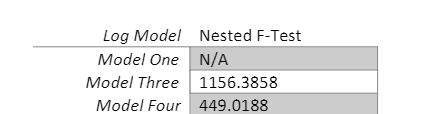 Log Model Nested F-Test
Model One N/A
Model Three 1156.3858
Model Four 449.0188